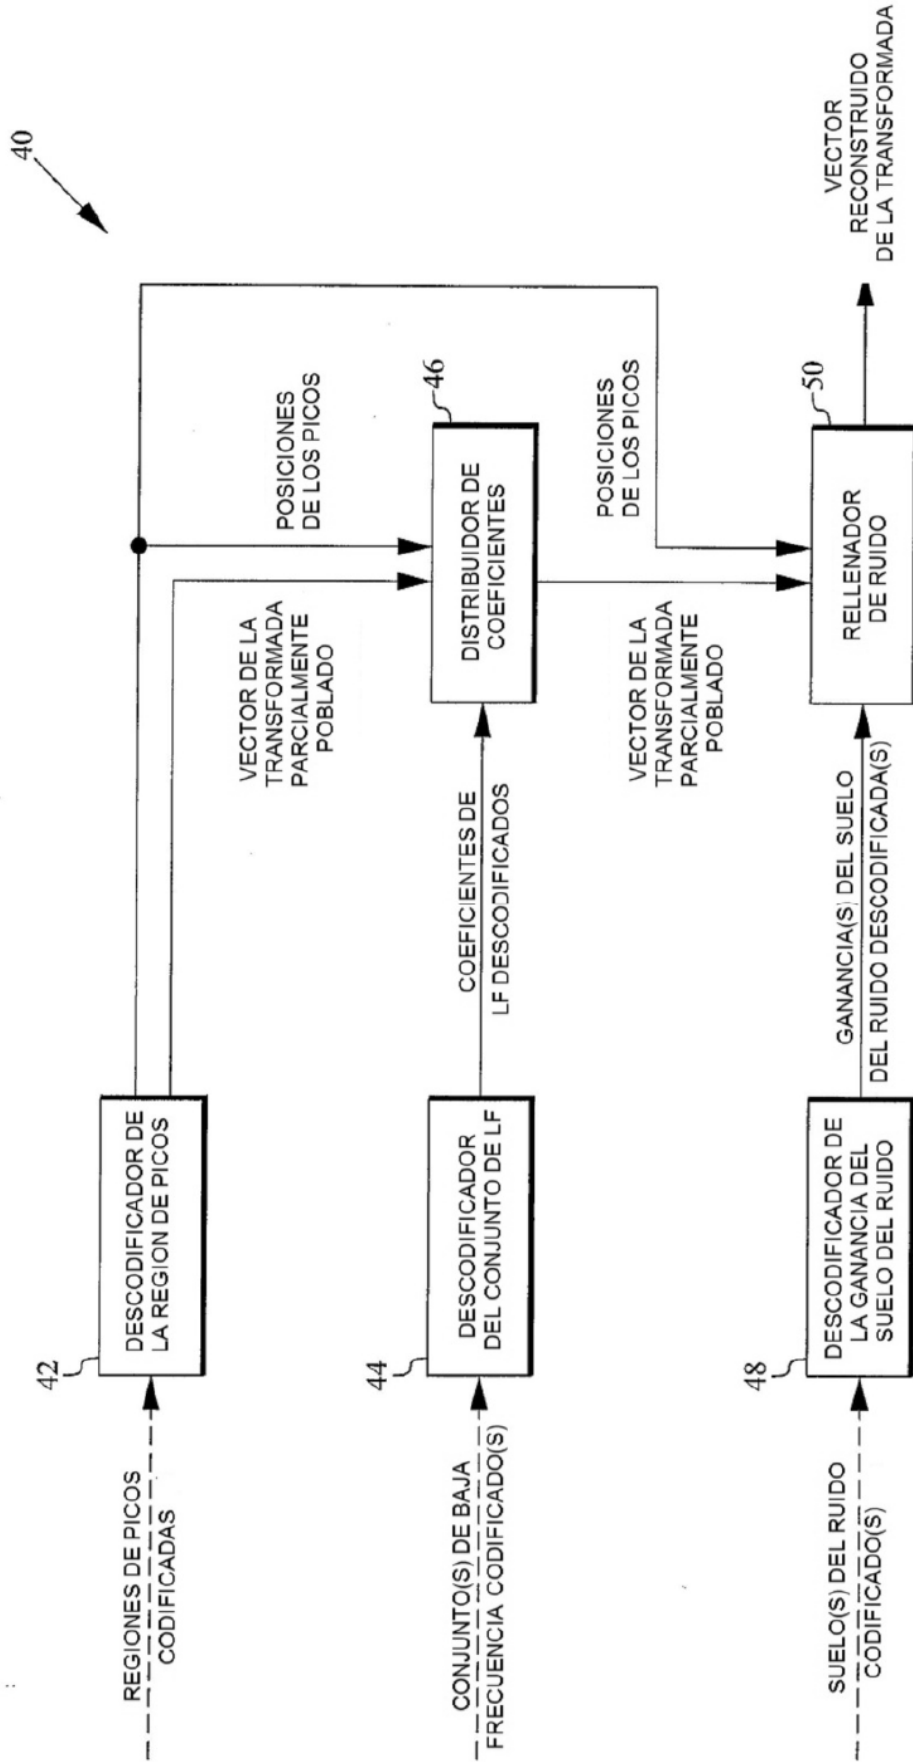 40
REGIONES DE PICOS
CODIFICADAS
42
DESCODIFICADOR DE
LA REGION DE PICOS
POSICIONES
DE LOS PICOS
VECTOR DE LA
TRANSFORMADA
PARCIALMENTE
POBLADO
CONJUNTO(S) DE BAJA
FRECUENCIA CODIFICADO(S)
44
DESCODIFICADOR
DEL CONJUNTO DE LF
COEFICIENTES DE
LF DESCODIFICADOS
46
DISTRIBUIDOR DE
COEFICIENTES
POSICIONES
DE LOS PICOS
VECTOR DE LA
TRANSFORMADA
PARCIALMENTE
POBLADO
SUELO(S) DEL RUIDO
CODIFICADO(S)
48
DESCODIFICADOR DE
LA GANANCIA DEL
SUELO DEL RUIDO
GANANCIA(S) DEL SUELO
DEL RUIDO DESCODIFICADA(S)
50
RELLENADOR
DE RUIDO
VECTOR
RECONSTRUIDO
DE LA TRANSFORMADA